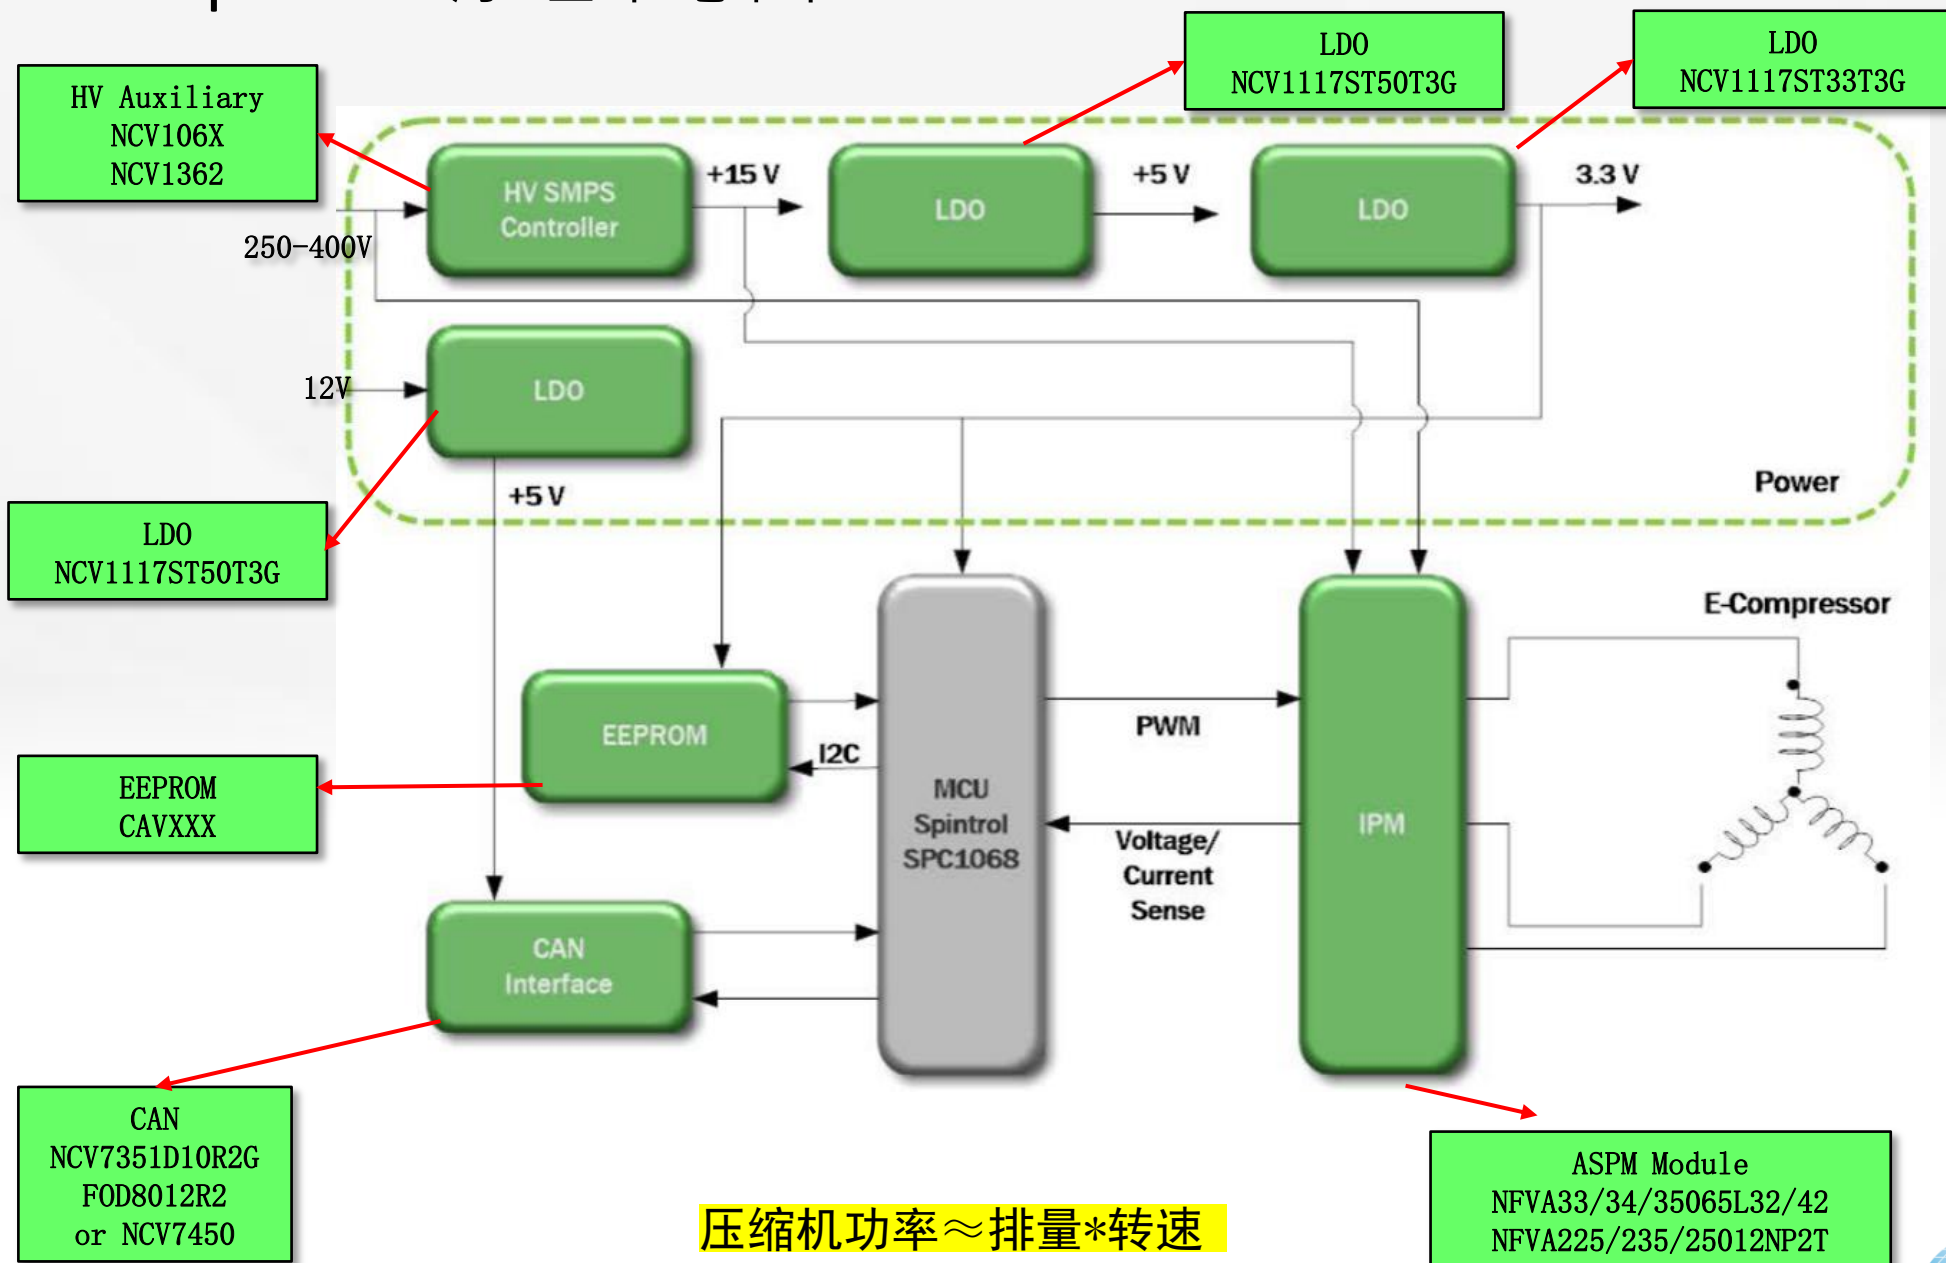 LDO
NCV1117ST50T3G
LDO
NCV1117ST33T3G
HV Auxiliary
NCV106X
NCV1362
HV SMPS
Controller
+15 V
LDO
+5 V
LDO
3.3 V
250-400V
12V
LDO
+5 V
Power
LDO
NCV1117ST50T3G
E-Compressor
EEPROM
I2C
MCU
Spintrol
SPC1068
PWM
IPM
Voltage/
Current
Sense
EEPROM
CAVXXX
CAN
Interface
CAN
NCV7351D10R2G
FOD8012R2
or NCV7450
压缩机功率≈排量*转速
ASPM Module
NFVA33/34/35065L32/42
NFVA225/235/25012NP2T